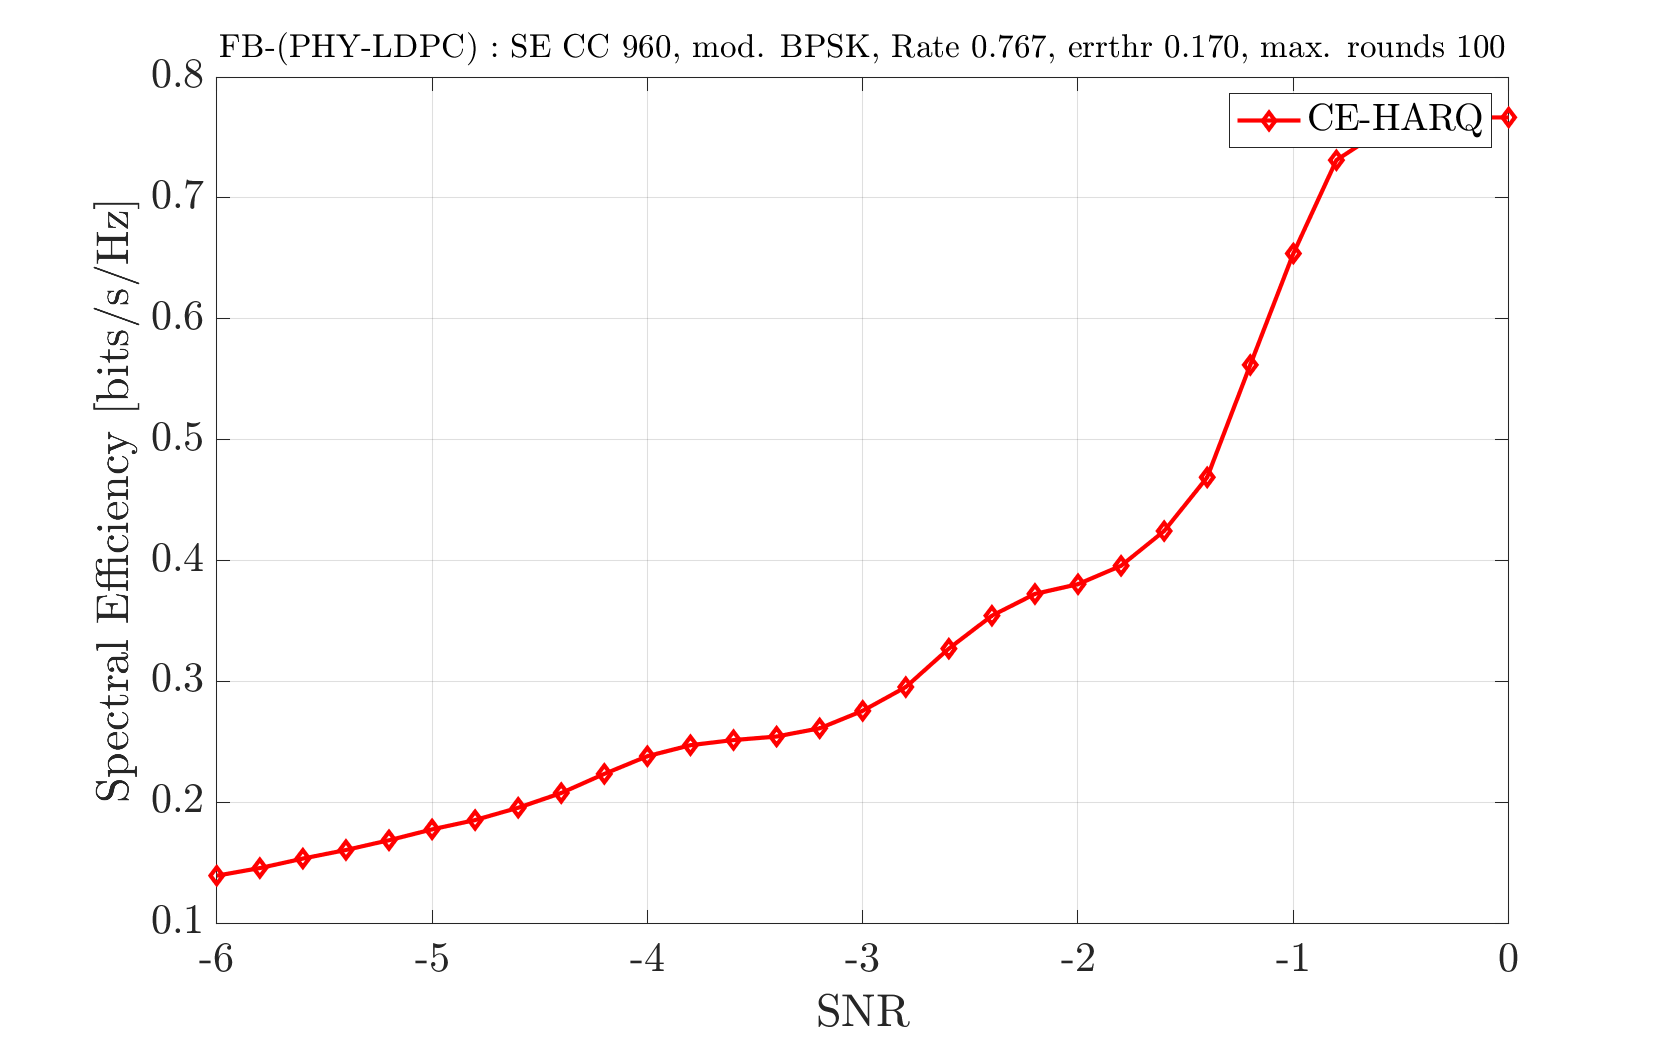 FB-(PHY-LDPC) : SE CC 960, mod. BPSK, Rate 0.767, errthr 0.170, max. rounds 100
CE-HARQ
Spectral Efficiency [bits/s/Hz]
0.8
0.7
0.6
0.5
0.4
0.3
0.2
0.1
-6 -5 -4 -3 -2 -1 0
SNR